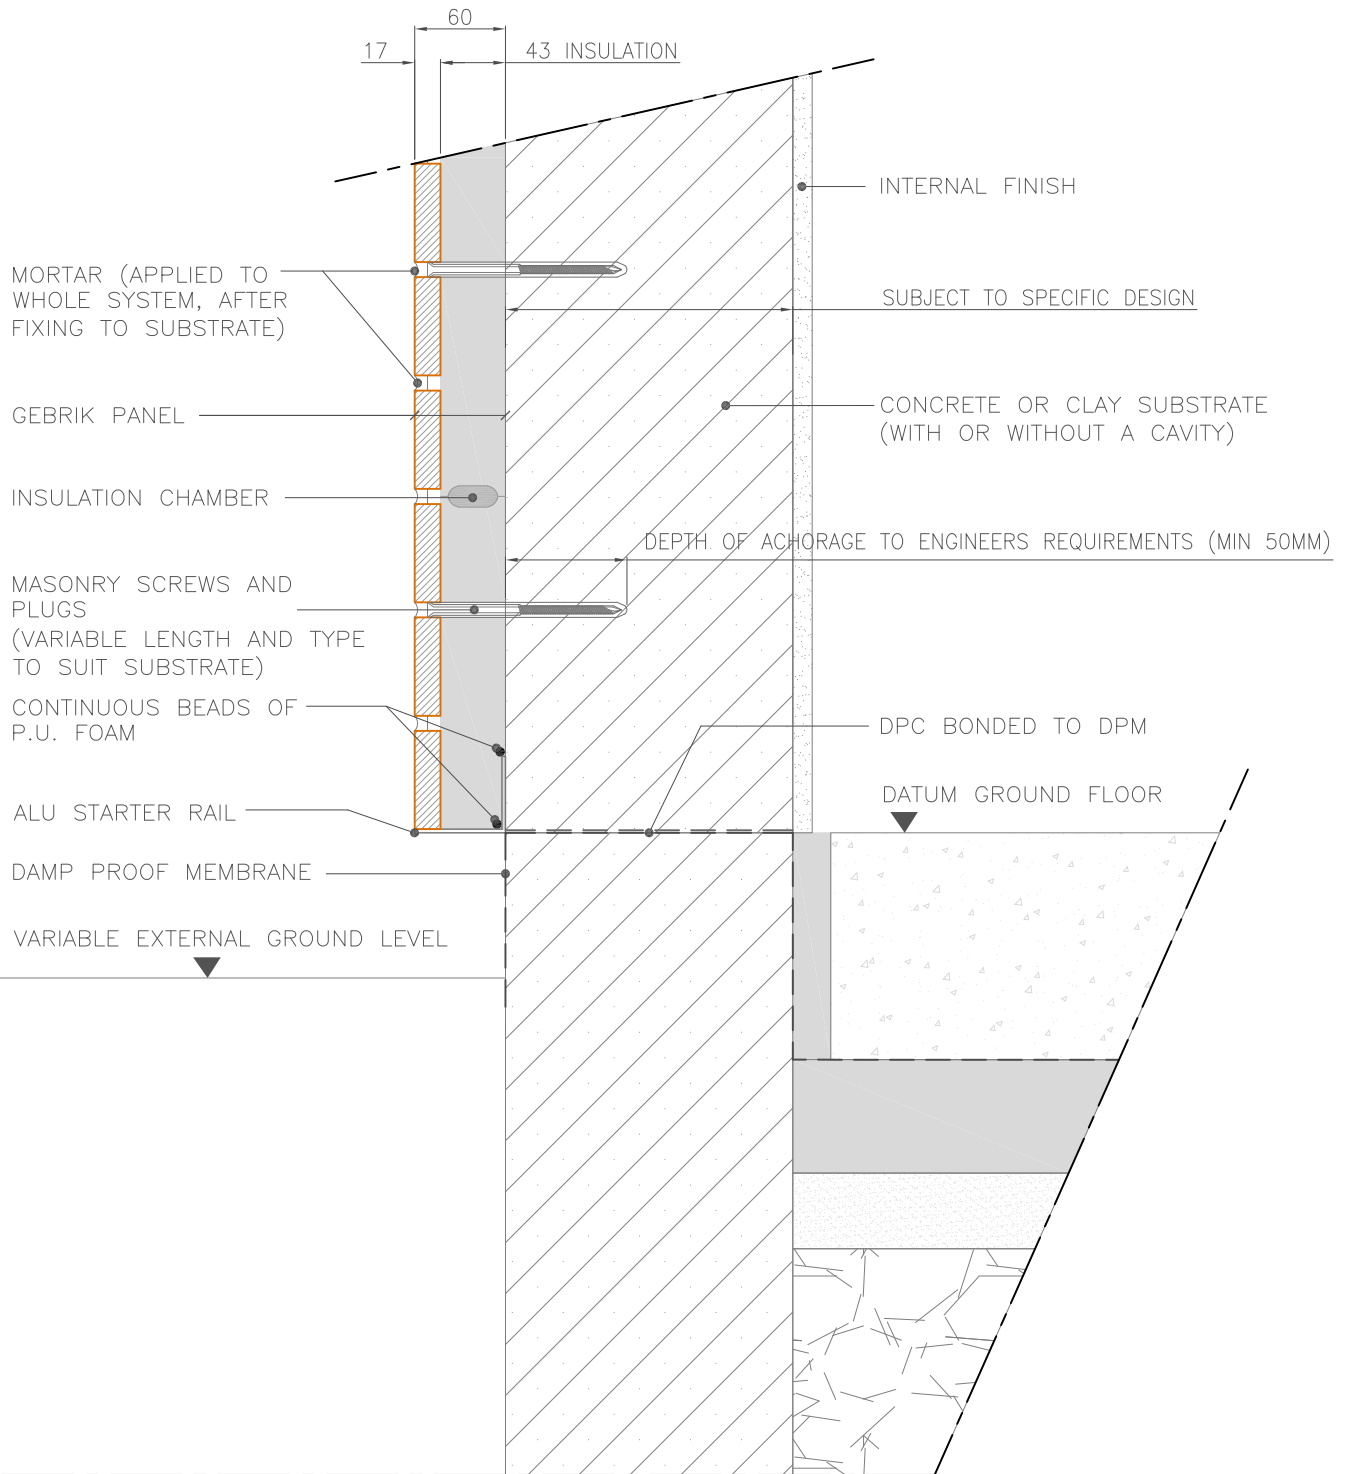 60
17
43 INSULATION
INTERNAL FINISH
MORTAR (APPLIED TO
WHOLE SYSTEM, AFTER
FIXING TO SUBSTRATE)
SUBJECT TO SPECIFIC DESIGN
GEBRIK PANEL
CONCRETE OR CLAY SUBSTRATE
(WITH OR WITHOUT A CAVITY)
INSULATION CHAMBER
DEPTH OF ACHORAGE TO ENGINEERS REQUIREMENTS (MIN 50MM)
MASONRY SCREWS AND
PLUGS
(VARIABLE LENGTH AND TYPE
TO SUIT SUBSTRATE)
CONTINUOUS BEADS OF
P.U. FOAM
DPC BONDED TO DPM
ALU STARTER RAIL
DATUM GROUND FLOOR
DAMP PROOF MEMBRANE
VARIABLE EXTERNAL GROUND LEVEL